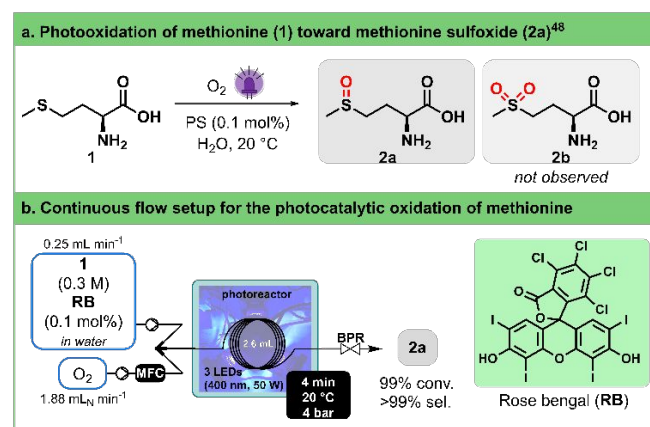 a. Photooxidation of methionine (1) toward methionine sulfoxide (2a)⁴⁸
O₂
PS (0.1 mol%)
H₂O, 20 °C
S
O
OH
NH₂
1
O
S
O
OH
NH₂
2a
O O
S
O
OH
NH₂
2b
not observed
b. Continuous flow setup for the photocatalytic oxidation of methionine
0.25 mL min⁻¹
1
(0.3 M)
RB
(0.1 mol%)
in water
O₂
MFC
1.88 mLN min⁻¹
photoreactor
2.6 mL
3 LEDs
(400 nm, 50 W)
4 min
20 °C
4 bar
BPR
2a
99% conv.
>99% sel.
Cl
Cl
Cl
Cl
O
O
I
I
HO
O
OH
I
I
Rose bengal (RB)